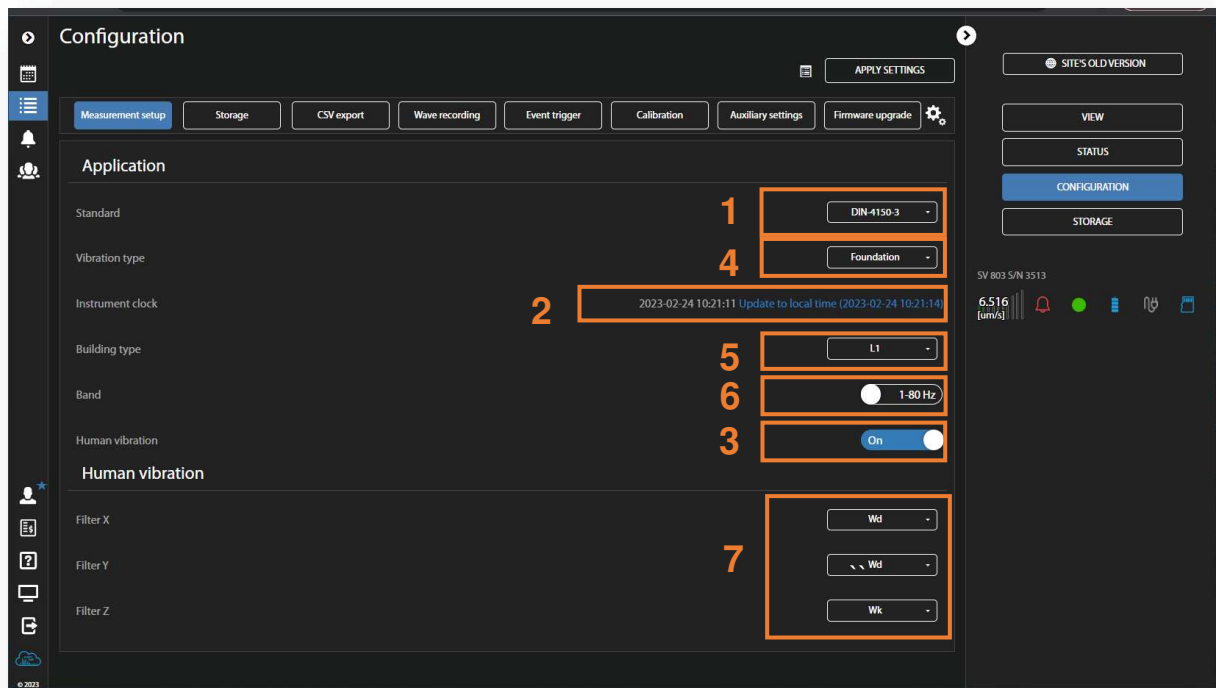 Configuration
APPLY SETTINGS
SITE'S OLD VERSION
Measurement setup Storage CSV export Wave recording Event trigger Calibration Auxiliary settings Firmware upgrade
VIEW
STATUS
CONFIGURATION
STORAGE
Application
Standard 1 DIN-4150-3
Vibration type 4 Foundation
SV 803 S/N 3513
6.516
[um/s]
Instrument clock 2 2023-02-24 10:21:11 Update to local time (2023-02-24 10:21:14)
Building type 5 L1
Band 6 1-80 Hz
Human vibration 3 On
Human vibration
Filter X Wd
Filter Y 7 Wd
Filter Z Wk
© 2023